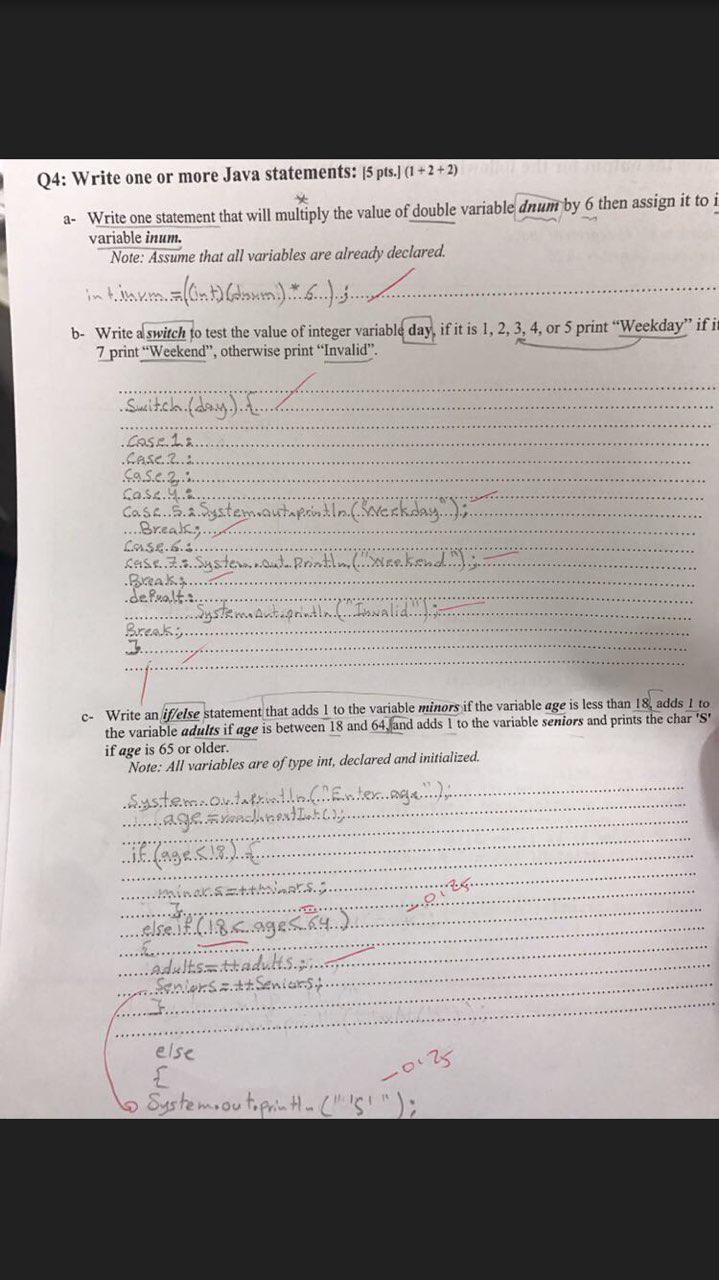 Q4: Write one or more Java statements: [5 pts.] (1 + 2 + 2)
*
a- Write one statement that will multiply the value of double variable dnum by 6 then assign it to i
variable inum.
Note: Assume that all variables are already declared.
int inum =((int)(dnum) * 6 );
b- Write a switch to test the value of integer variable day, if it is 1, 2, 3, 4, or 5 print “Weekday” if it
7 print “Weekend”, otherwise print “Invalid”.
Switch (day) {
Case 1 :
Case 2 :
Case 3 :
Case 4 :
Case 5 : System.out.println("Weekday");
Break;
Case 6 :
Case 7 : System.out.println("Weekend");
Break;
defualt :
System.out.println("Invalid");
Break;
}
c- Write an if/else statement that adds 1 to the variable minors if the variable age is less than 18, adds 1 to
the variable adults if age is between 18 and 64, and adds 1 to the variable seniors and prints the char 'S'
if age is 65 or older.
Note: All variables are of type int, declared and initialized.
System.out.println("Enter age");
age = nextInt();
if (age<18) {
minors=++minors;
}
-0.25
else if (18 ≤ age ≤ 64 )
{
adults=++adults;
Seniors=++Seniors;
}
else
{
-0.25
System.out.println("'S'");